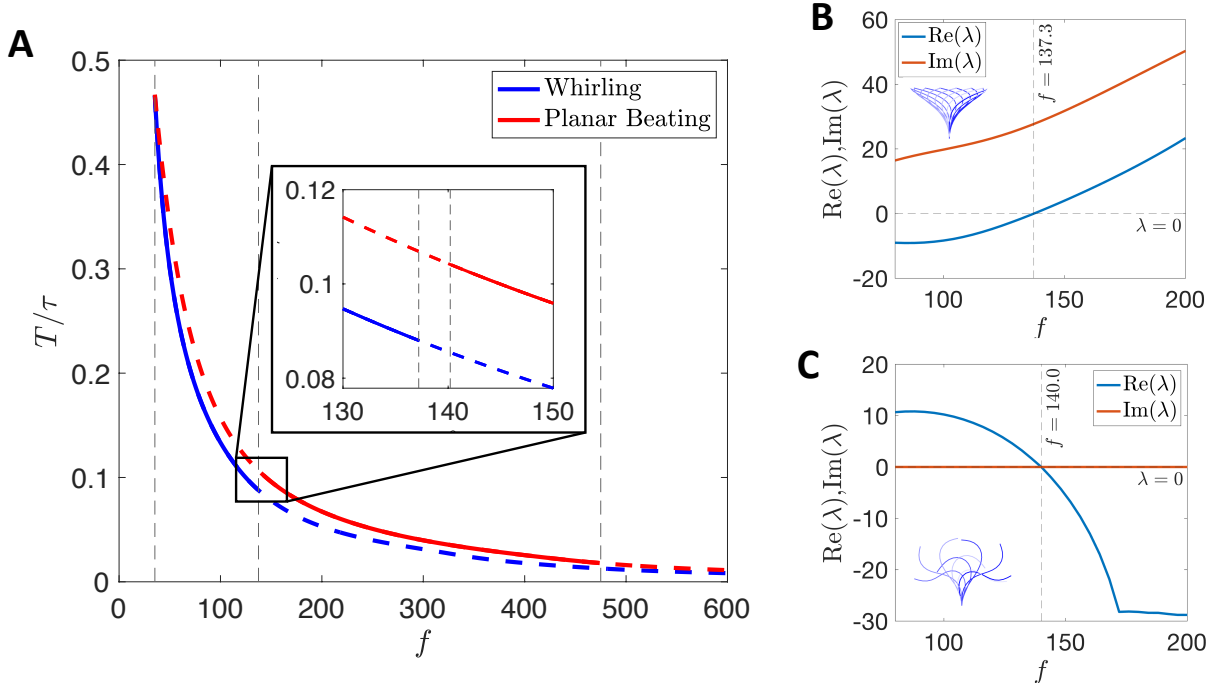 A
0.5
0.4
0.3
0.2
0.1
0
T/τ
0 100 200 300 400 500 600
f
Whirling
Planar Beating
0.12
0.1
0.08
130 140 150
B
60
40
20
0
-20
Re(λ),Im(λ)
100 150 200
f
Re(λ)
Im(λ)
f = 137.3
λ = 0
C
20
10
0
-10
-20
-30
Re(λ),Im(λ)
100 150 200
f
Re(λ)
Im(λ)
f = 140.0
λ = 0